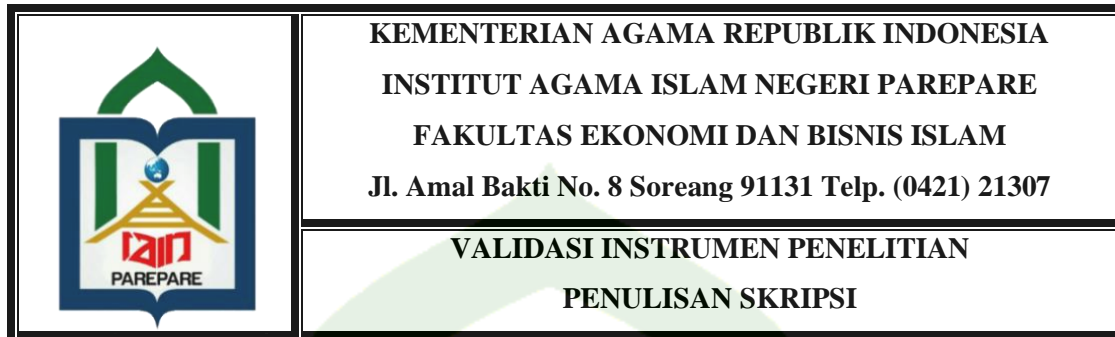 IAIN
PAREPARE
KEMENTERIAN AGAMA REPUBLIK INDONESIA
INSTITUT AGAMA ISLAM NEGERI PAREPARE
FAKULTAS EKONOMI DAN BISNIS ISLAM
Jl. Amal Bakti No. 8 Soreang 91131 Telp. (0421) 21307
VALIDASI INSTRUMEN PENELITIAN
PENULISAN SKRIPSI